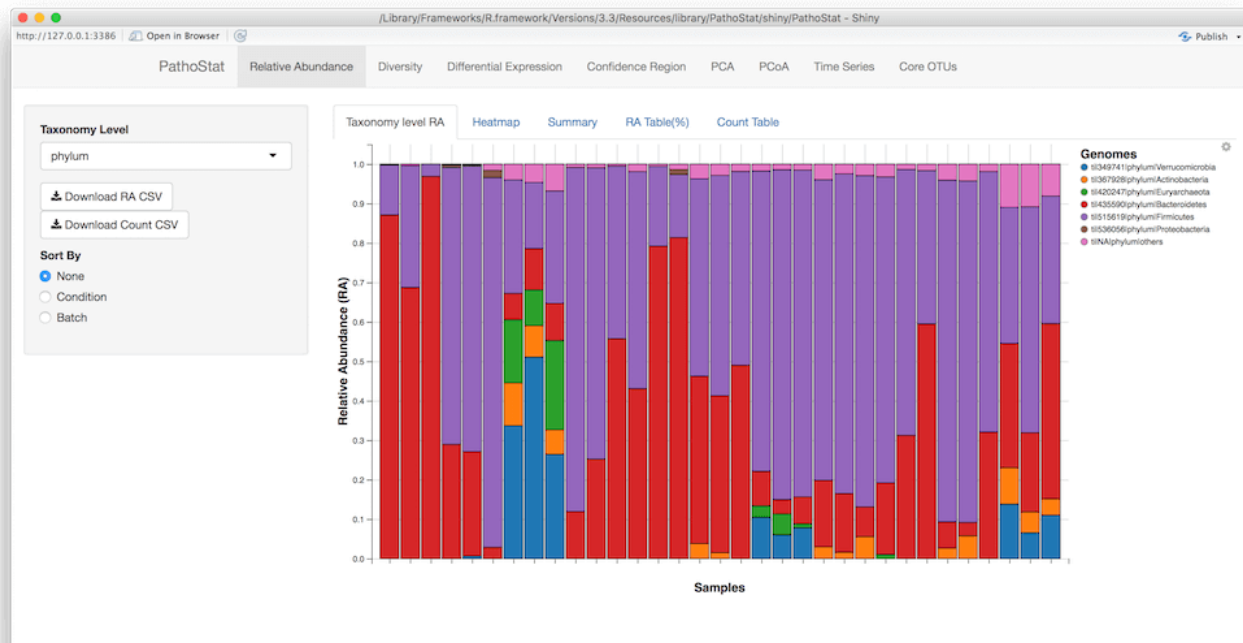 /Library/Frameworks/R.framework/Versions/3.3/Resources/library/PathoStat/shiny/PathoStat - Shiny
http://127.0.0.1:3386 Open in Browser Publish
PathoStat Relative Abundance Diversity Differential Expression Confidence Region PCA PCoA Time Series Core OTUs
Taxonomy Level
phylum
Download RA CSV
Download Count CSV
Sort By
None
Condition
Batch
Taxonomy level RA Heatmap Summary RA Table(%) Count Table
Relative Abundance (RA)
1.0
0.9
0.8
0.7
0.6
0.5
0.4
0.3
0.2
0.1
0.0
Samples
Genomes
ti|349741|phylum|Verrucomicrobia
ti|367928|phylum|Actinobacteria
ti|420247|phylum|Euryarchaeota
ti|435590|phylum|Bacteroidetes
ti|515619|phylum|Firmicutes
ti|536056|phylum|Proteobacteria
ti|NA|phylum|others